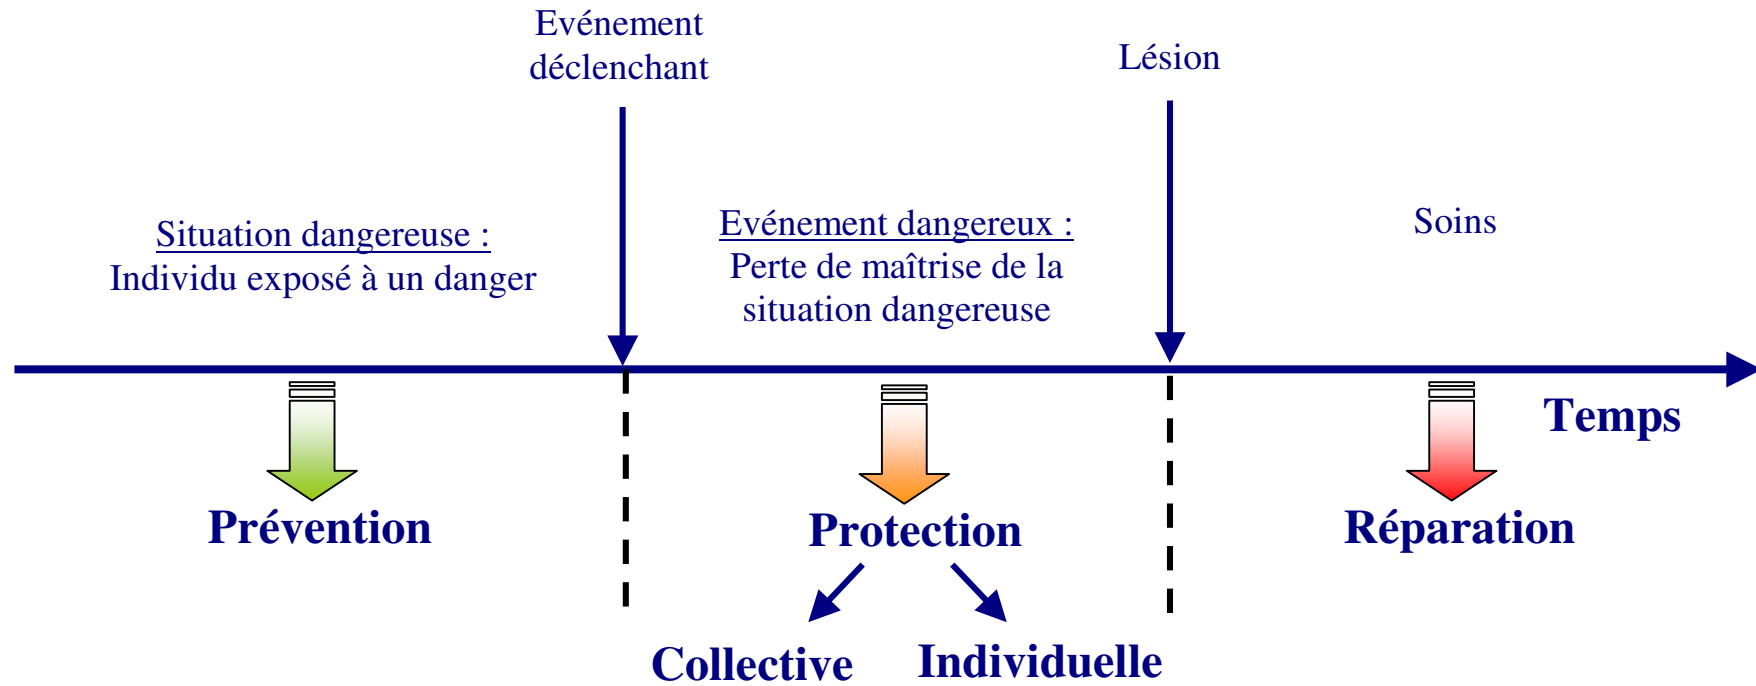 Evénement
déclenchant
Lésion
Situation dangereuse :
Individu exposé à un danger
Evénement dangereux :
Perte de maîtrise de la
situation dangereuse
Soins
Temps
Prévention
Protection
Réparation
Collective
Individuelle